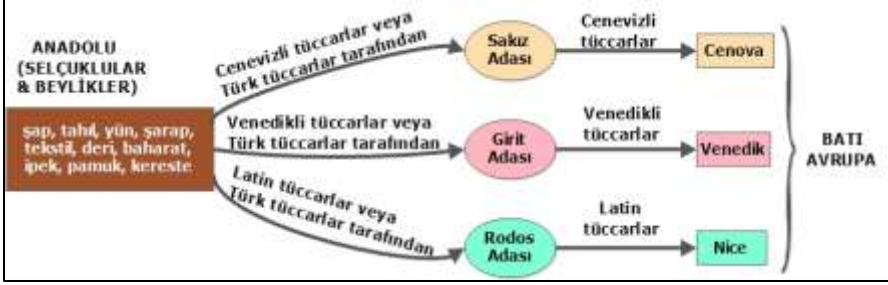 ANADOLU
(SELÇUKLULAR
& BEYLİKLER)
şap, tahıl, yün, şarap,
tekstil, deri, baharat,
ipek, pamuk, kereste
Cenevizli tüccarlar veya
Türk tüccarlar tarafından
Sakız
Adası
Cenevizli
tüccarlar
Cenova
Venedikli tüccarlar veya
Türk tüccarlar tarafından
Girit
Adası
Venedikli
tüccarlar
Venedik
Latin tüccarlar veya
Türk tüccarlar tarafından
Rodos
Adası
Latin
tüccarlar
Nice
BATI
AVRUPA